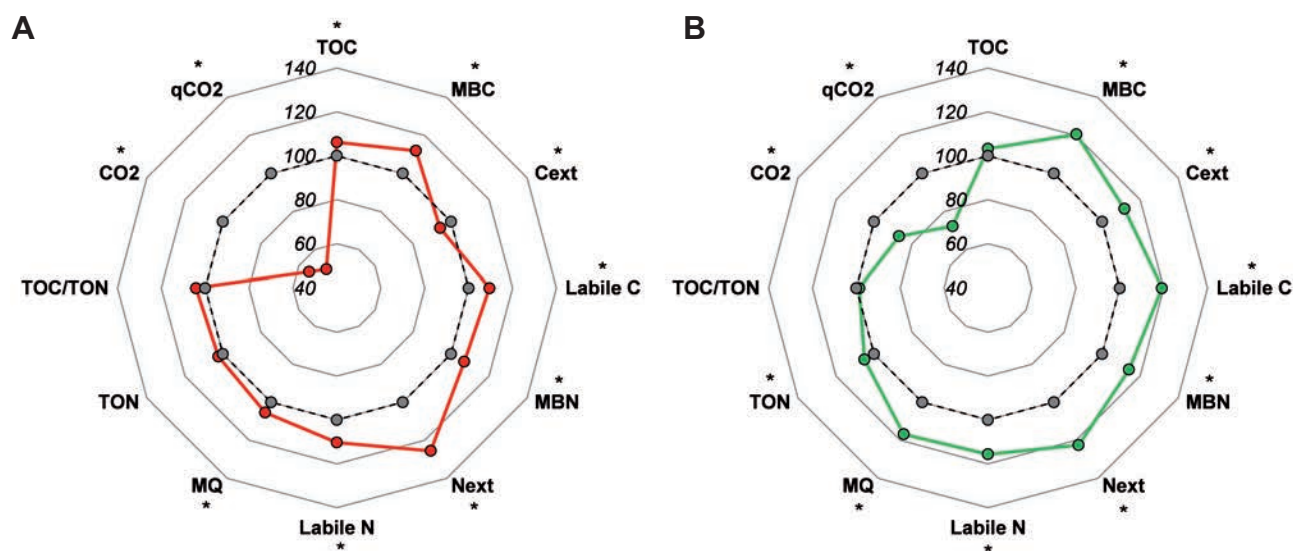 A
*
TOC
140
120
100
80
60
40
*
MBC
*
Cext
*
Labile C
*
MBN
Next
*
Labile N
*
MQ
*
TON
TOC/TON
*
CO2
*
qCO2
B
TOC
140
120
100
80
60
40
*
MBC
*
Cext
*
Labile C
*
MBN
Next
*
Labile N
*
MQ
*
*
TON
TOC/TON
*
CO2
*
qCO2